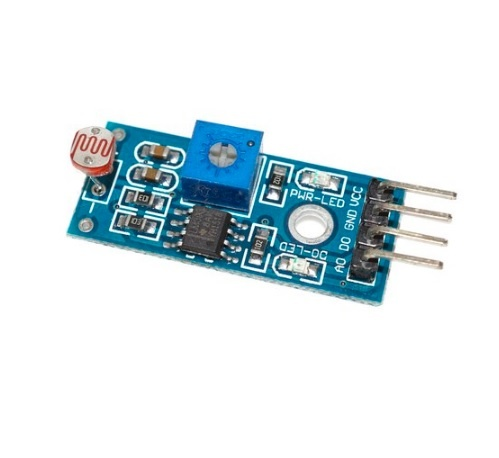 PWR-LED
VCC
GND
DO
AO
DO-LED